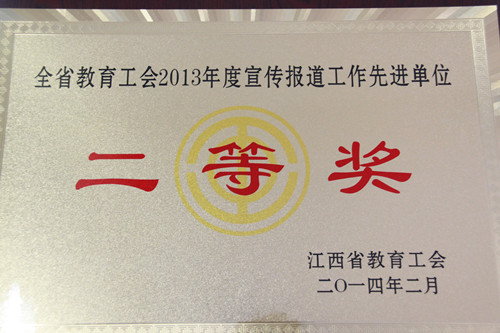 全省教育工会2013年度宣传报道工作先进单位
二等奖
江西省教育工会
二〇一四年二月